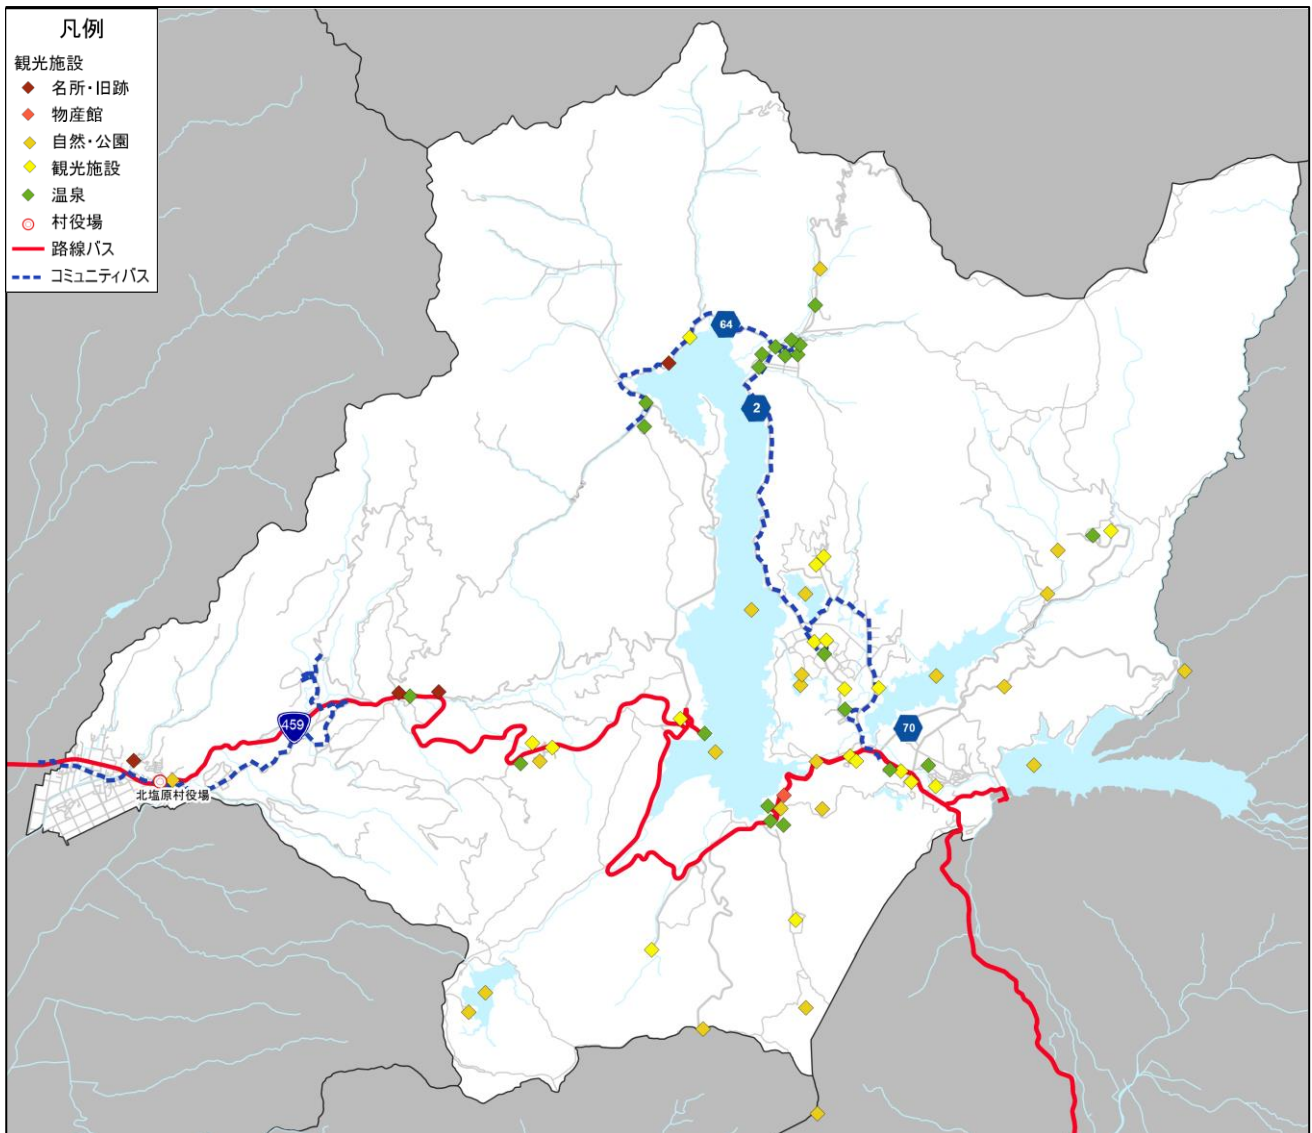 凡例
観光施設
名所・旧跡
物産館
自然・公園
観光施設
温泉
村役場
路線バス
コミュニティバス
64
2
459
70
北塩原村役場